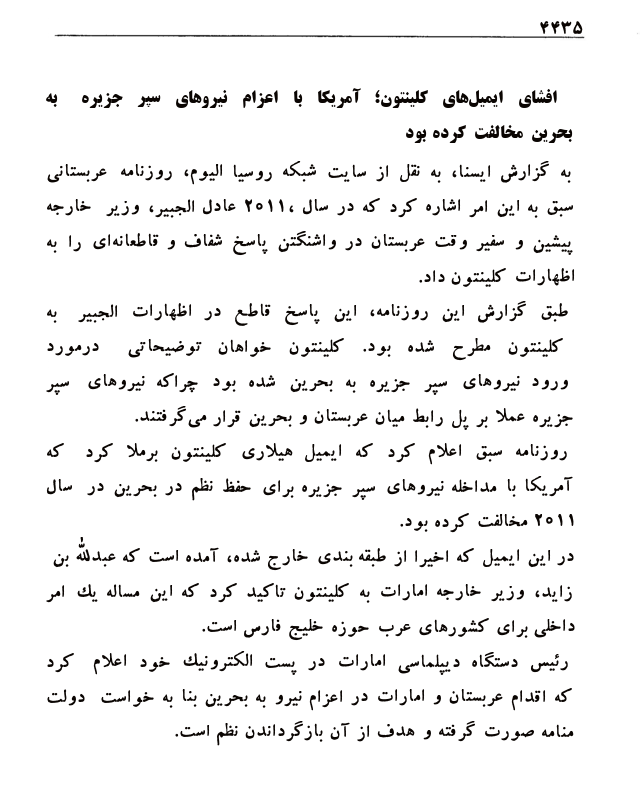 ۴۴۳۵
افشای ایمیل‌های کلینتون؛ آمریکا با اعزام نیروهای سپر جزیره به
بحرین مخالفت کرده بود
به گزارش ایسنا، به نقل از سایت شبکه روسیا الیوم، روزنامه عربستانی
سبق به این امر اشاره کرد که در سال ۲۰۱۱، عادل الجبیر، وزیر خارجه
پیشین و سفیر وقت عربستان در واشنگتن پاسخ شفاف و قاطعانه‌ای را به
اظهارات کلینتون داد.
طبق گزارش این روزنامه، این پاسخ قاطع در اظهارات الجبیر به
کلینتون مطرح شده بود. کلینتون خواهان توضیحاتی درمورد
ورود نیروهای سپر جزیره به بحرین شده بود چراکه نیروهای سپر
جزیره عملا بر پل رابط میان عربستان و بحرین قرار می‌گرفتند.
روزنامه سبق اعلام کرد که ایمیل هیلاری کلینتون برملا کرد که
آمریکا با مداخله نیروهای سپر جزیره برای حفظ نظم در بحرین در سال
۲۰۱۱ مخالفت کرده بود.
در این ایمیل که اخیرا از طبقه بندی خارج شده، آمده است که عبدالله بن
زاید، وزیر خارجه امارات به کلینتون تاکید کرد که این مساله یك امر
داخلی برای کشورهای عرب حوزه خلیج فارس است.
رئیس دستگاه دیپلماسی امارات در پست الکترونیك خود اعلام کرد
که اقدام عربستان و امارات در اعزام نیرو به بحرین بنا به خواست دولت
منامه صورت گرفته و هدف از آن بازگرداندن نظم است.